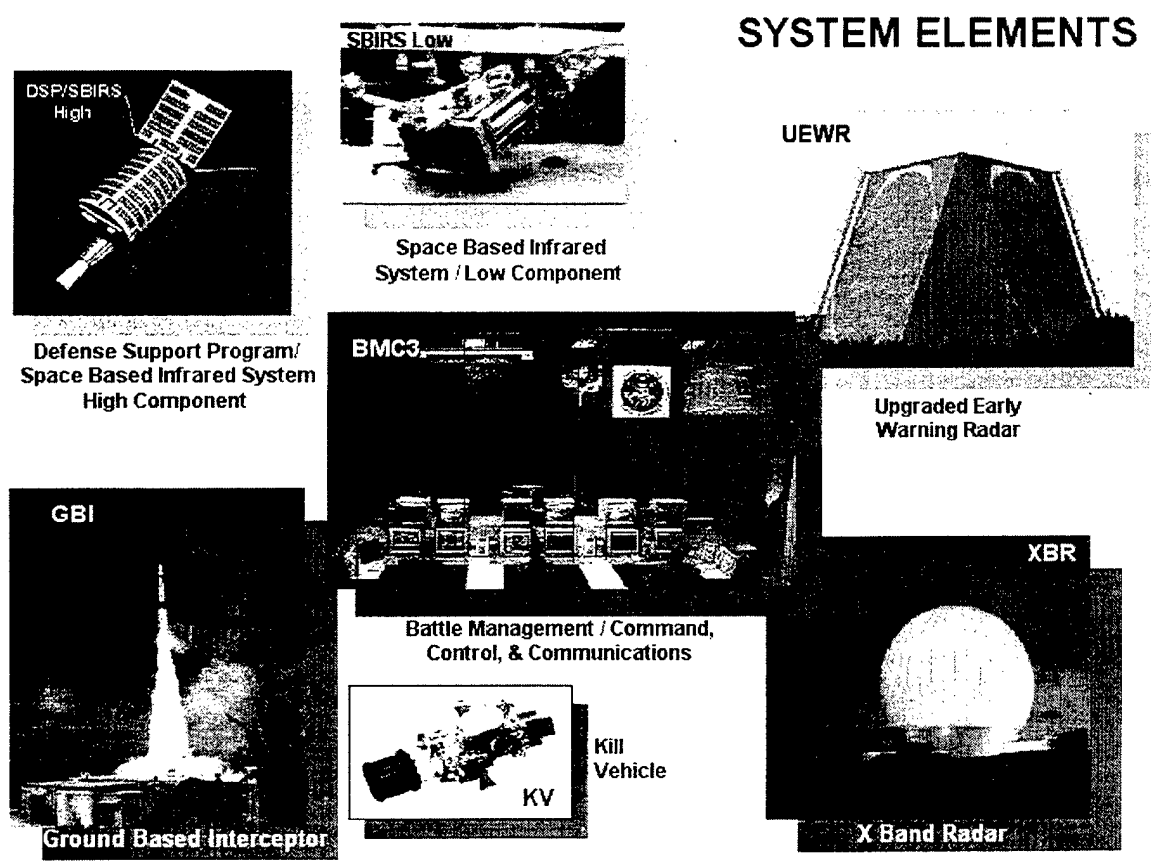 SYSTEM ELEMENTS
DSP/SBIRS
High
Defense Support Program/
Space Based Infrared System
High Component
SBIRS Low
Space Based Infrared
System / Low Component
UEWR
Upgraded Early
Warning Radar
BMC3
Battle Management / Command,
Control, & Communications
GBI
Ground Based Interceptor
KV
Kill
Vehicle
XBR
X Band Radar